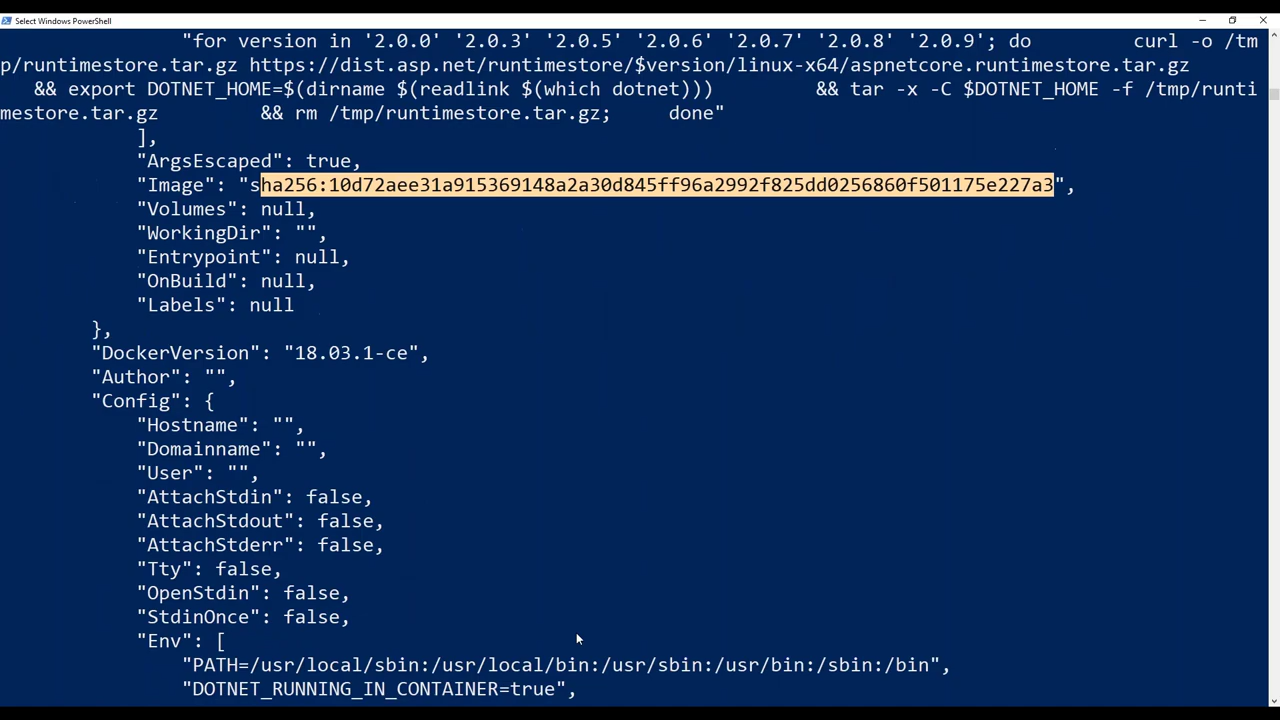 Select Windows PowerShell
"for version in '2.0.0' '2.0.3' '2.0.5' '2.0.6' '2.0.7' '2.0.8' '2.0.9'; do       curl -o /tm
p/runtimestore.tar.gz https://dist.asp.net/runtimestore/$version/linux-x64/aspnetcore.runtimestore.tar.gz
   && export DOTNET_HOME=$(dirname $(readlink $(which dotnet)))         && tar -x -C $DOTNET_HOME -f /tmp/runti
mestore.tar.gz         && rm /tmp/runtimestore.tar.gz;     done"
],
"ArgsEscaped": true,
"Image": "sha256:10d72aee31a915369148a2a30d845ff96a2992f825dd0256860f501175e227a3",
"Volumes": null,
"WorkingDir": "",
"Entrypoint": null,
"OnBuild": null,
"Labels": null
},
"DockerVersion": "18.03.1-ce",
"Author": "",
"Config": {
"Hostname": "",
"Domainname": "",
"User": "",
"AttachStdin": false,
"AttachStdout": false,
"AttachStderr": false,
"Tty": false,
"OpenStdin": false,
"StdinOnce": false,
"Env": [
"PATH=/usr/local/sbin:/usr/local/bin:/usr/sbin:/usr/bin:/sbin:/bin",
"DOTNET_RUNNING_IN_CONTAINER=true",